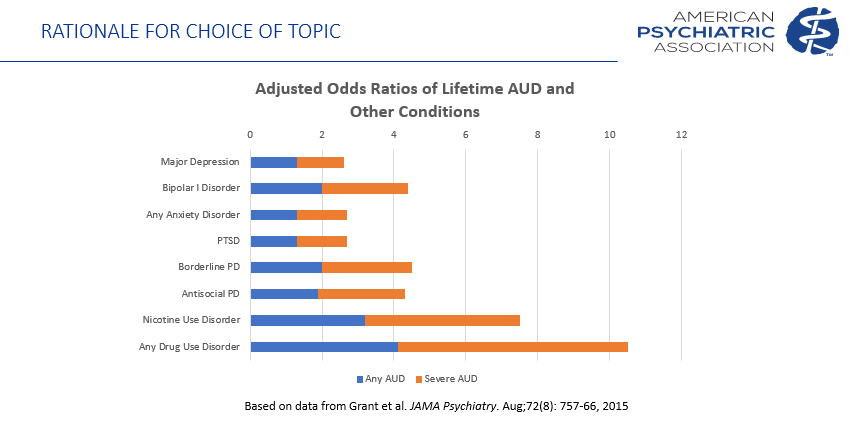 RATIONALE FOR CHOICE OF TOPIC
AMERICAN
PSYCHIATRIC
ASSOCIATION
TM
Adjusted Odds Ratios of Lifetime AUD and
Other Conditions
0 2 4 6 8 10 12
Major Depression
Bipolar I Disorder
Any Anxiety Disorder
PTSD
Borderline PD
Antisocial PD
Nicotine Use Disorder
Any Drug Use Disorder
Any AUD Severe AUD
Based on data from Grant et al. JAMA Psychiatry. Aug;72(8): 757-66, 2015